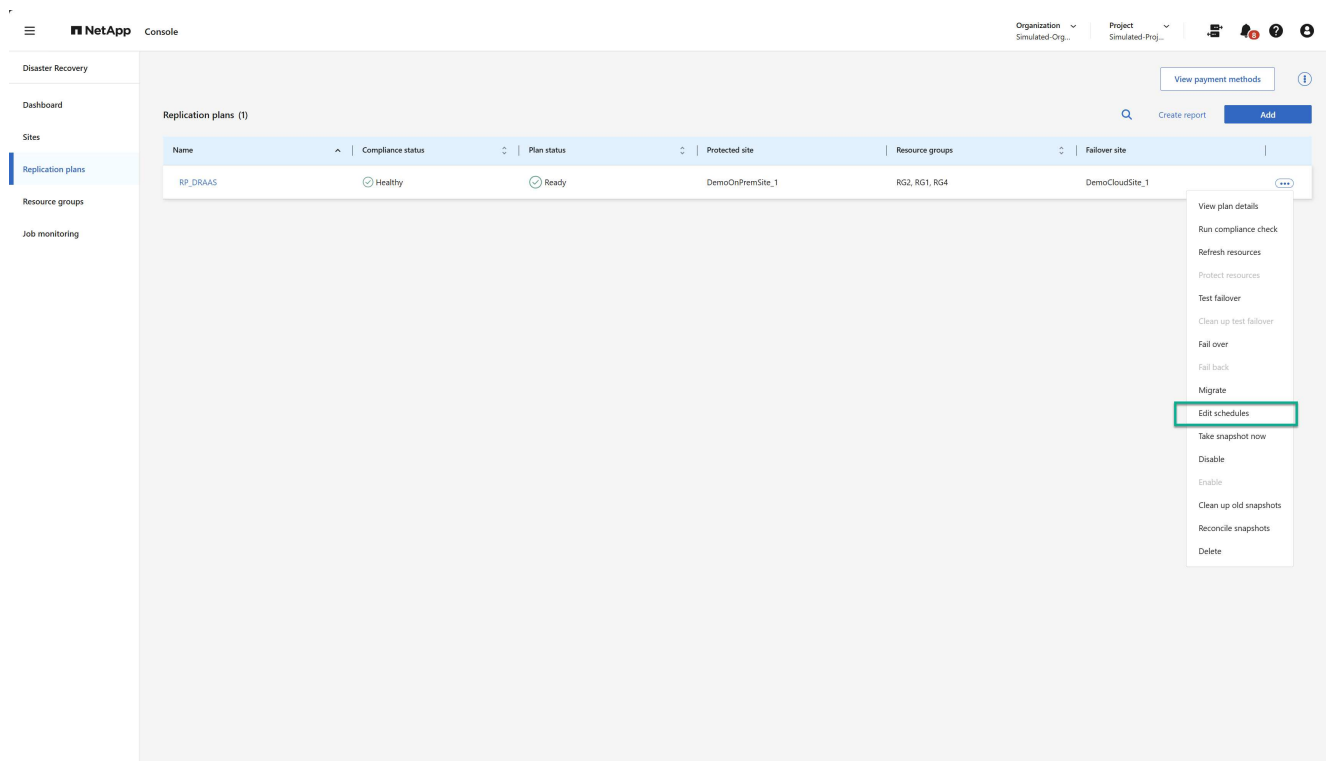 NetApp Console
Organization
Simulated-Org...
Project
Simulated-Proj...
8
Disaster Recovery
Dashboard
Sites
Replication plans
Resource groups
Job monitoring
View payment methods
Replication plans (1)
Create report
Add
Name Compliance status Plan status Protected site Resource groups Failover site
RP_DRAAS Healthy Ready DemoOnPremSite_1 RG2, RG1, RG4 DemoCloudSite_1
View plan details
Run compliance check
Refresh resources
Protect resources
Test failover
Clean up test failover
Fail over
Fail back
Migrate
Edit schedules
Take snapshot now
Disable
Enable
Clean up old snapshots
Reconcile snapshots
Delete